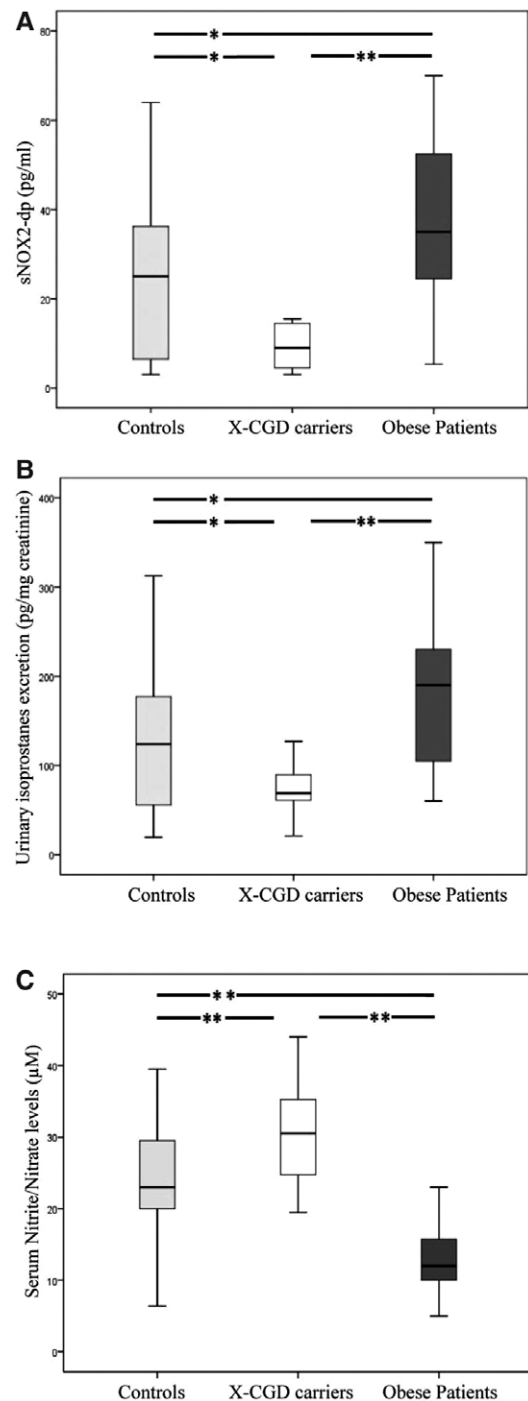 A
80
*
*
**
60
40
20
0
sNOX2-dp (pg/ml)
Controls X-CGD carriers Obese Patients
B
400
*
*
**
300
200
100
0
Urinary isoprostanes excretion (pg/mg creatinine)
Controls X-CGD carriers Obese Patients
C
50
**
**
**
40
30
20
10
0
Serum Nitrite/Nitrate levels (µM)
Controls X-CGD carriers Obese Patients